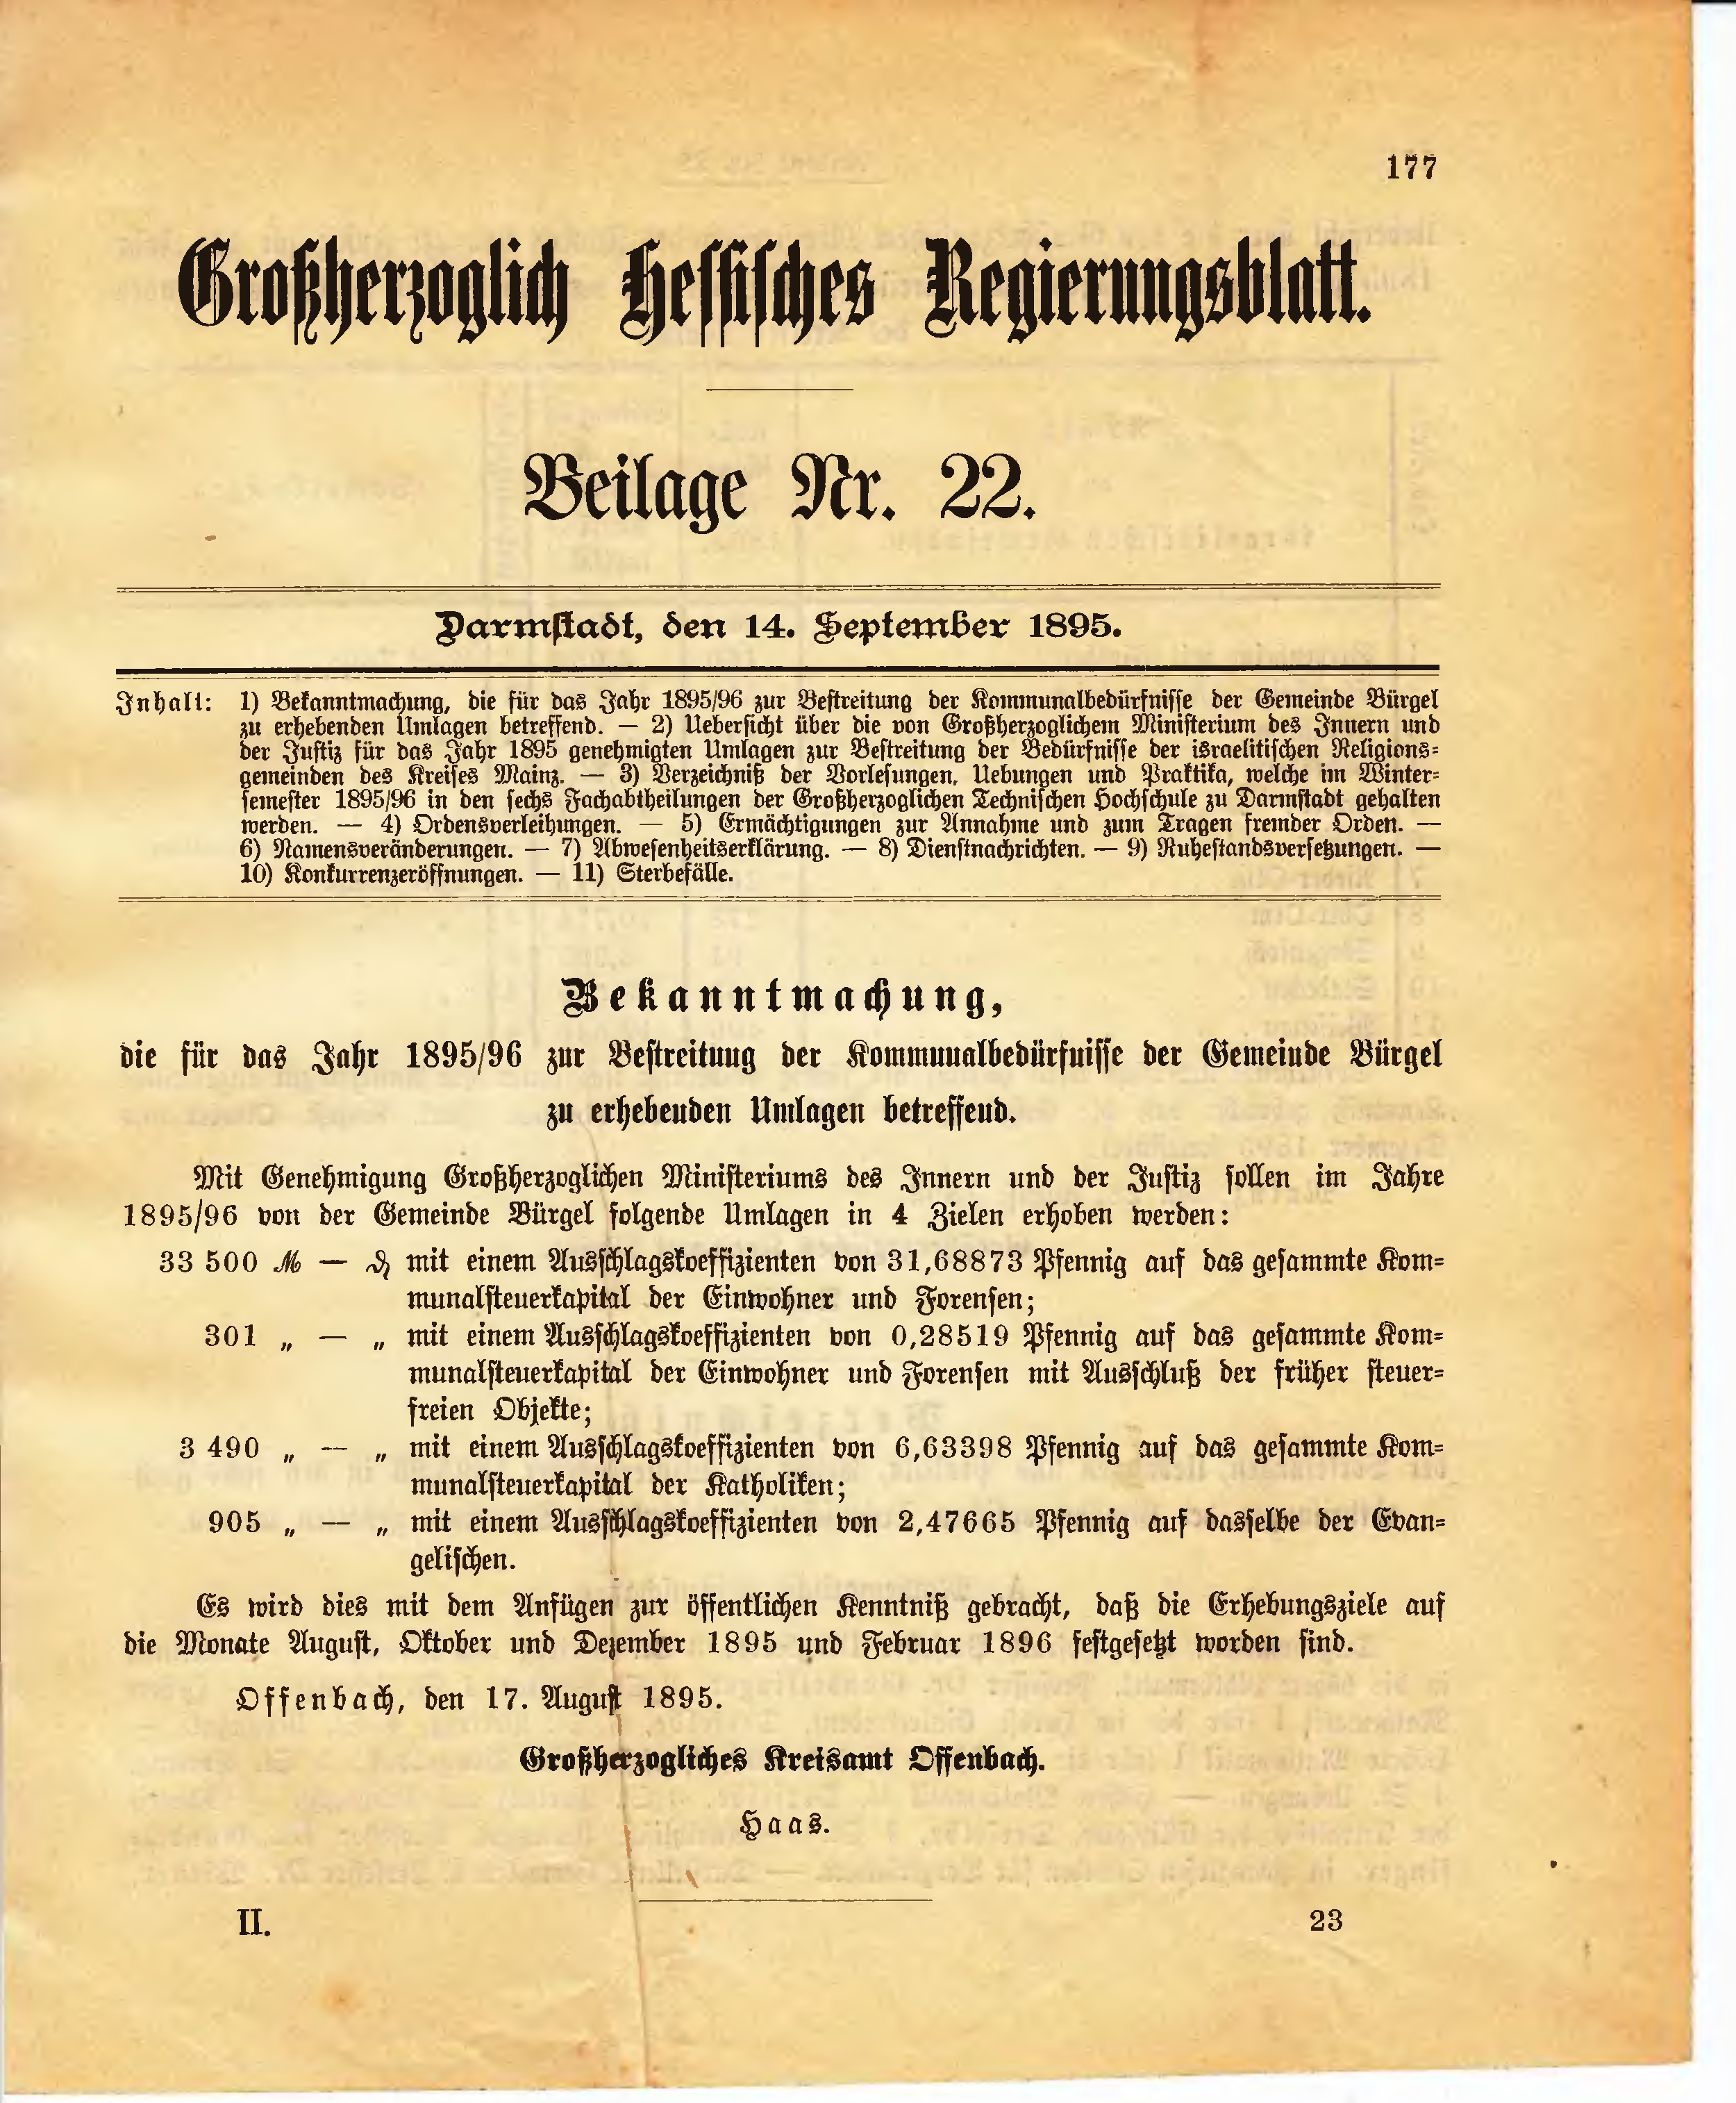 177
Großherzoglich Hessisches Regierungsblatt.
Beilage Nr. 22.
Darmstadt, den 14. September 1895.
Inhalt: 1) Bekanntmachung, die für das Jahr 1895/96 zur Bestreitung der Kommunalbedürfnisse der Gemeinde Bürgel
zu erhebenden Umlagen betreffend. — 2) Uebersicht über die von Großherzoglichem Ministerium des Innern und
der Justiz für das Jahr 1895 genehmigten Umlagen zur Bestreitung der Bedürfnisse der israelitischen Religions-
gemeinden des Kreises Mainz. — 3) Verzeichniß der Vorlesungen, Uebungen und Praktika, welche im Winter-
semester 1895/96 in den sechs Fachabtheilungen der Großherzoglichen Technischen Hochschule zu Darmstadt gehalten
werden. — 4) Ordensverleihungen. — 5) Ermächtigungen zur Annahme und zum Tragen fremder Orden. —
6) Namensveränderungen. — 7) Abwesenheitserklärung. — 8) Dienstnachrichten. — 9) Ruhestandsversetzungen. —
10) Konkurrenzeröffnungen. — 11) Sterbefälle.
Bekanntmachung,
die für das Jahr 1895/96 zur Bestreitung der Kommunalbedürfnisse der Gemeinde Bürgel
zu erhebenden Umlagen betreffend.
Mit Genehmigung Großherzoglichen Ministeriums des Innern und der Justiz sollen im Jahre
1895/96 von der Gemeinde Bürgel folgende Umlagen in 4 Zielen erhoben werden:
33 500 ℳ — ₰ mit einem Ausschlagskoeffizienten von 31,68873 Pfennig auf das gesammte Kom-
munalsteuerkapital der Einwohner und Forensen;
301 „ — „ mit einem Ausschlagskoeffizienten von 0,28519 Pfennig auf das gesammte Kom-
munalsteuerkapital der Einwohner und Forensen mit Ausschluß der früher steuer-
freien Objekte;
3 490 „ — „ mit einem Ausschlagskoeffizienten von 6,63398 Pfennig auf das gesammte Kom-
munalsteuerkapital der Katholiken;
905 „ — „ mit einem Ausschlagskoeffizienten von 2,47665 Pfennig auf dasselbe der Evan-
gelischen.
Es wird dies mit dem Anfügen zur öffentlichen Kenntniß gebracht, daß die Erhebungsziele auf
die Monate August, Oktober und Dezember 1895 und Februar 1896 festgesetzt worden sind.
Offenbach, den 17. August 1895.
Großherzogliches Kreisamt Offenbach.
Haas.
II. 23